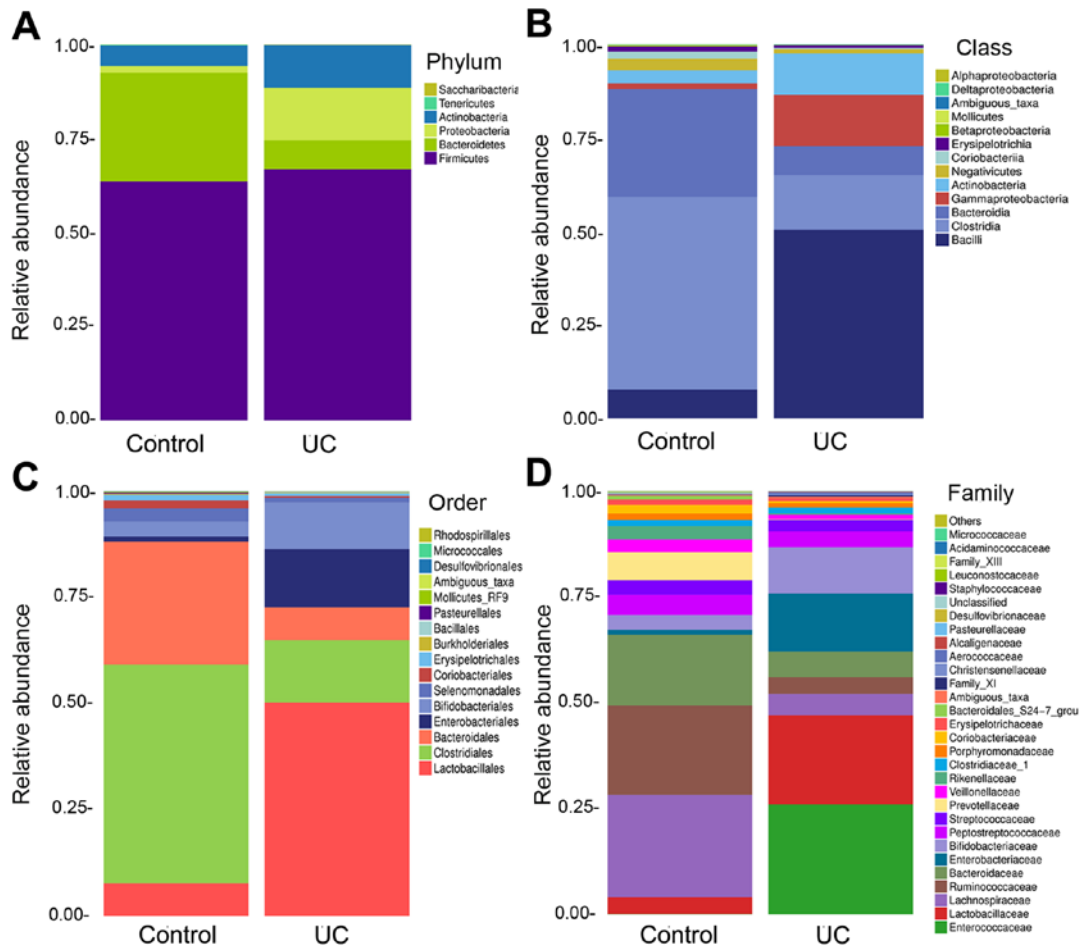 A
1.00-
0.75-
0.50-
0.25-
0.00-
Relative abundance
Control
UC
Phylum
Saccharibacteria
Tenericutes
Actinobacteria
Proteobacteria
Bacteroidetes
Firmicutes
B
1.00-
0.75-
0.50-
0.25-
0.00-
Relative abundance
Control
UC
Class
Alphaproteobacteria
Deltaproteobacteria
Ambiguous_taxa
Mollicutes
Betaproteobacteria
Erysipelotrichia
Coriobacteriia
Negativicutes
Actinobacteria
Gammaproteobacteria
Bacteroidia
Clostridia
Bacilli
C
1.00-
0.75-
0.50-
0.25-
0.00-
Relative abundance
Control
UC
Order
Rhodospirillales
Micrococcales
Desulfovibrionales
Ambiguous_taxa
Mollicutes_RF9
Pasteurellales
Bacillales
Burkholderiales
Erysipelotrichales
Coriobacteriales
Selenomonadales
Bifidobacteriales
Enterobacteriales
Bacteroidales
Clostridiales
Lactobacillales
D
1.00-
0.75-
0.50-
0.25-
0.00-
Relative abundance
Control
UC
Family
Others
Micrococcaceae
Acidaminococcaceae
Family_XIII
Leuconostocaceae
Staphylococcaceae
Unclassified
Desulfovibrionaceae
Pasteurellaceae
Alcaligenaceae
Aerococcaceae
Christensenellaceae
Family_XI
Ambiguous_taxa
Bacteroidales_S24-7_grou
Erysipelotrichaceae
Coriobacteriaceae
Porphyromonadaceae
Clostridiaceae_1
Rikenellaceae
Veillonellaceae
Prevotellaceae
Streptococcaceae
Peptostreptococcaceae
Bifidobacteriaceae
Enterobacteriaceae
Bacteroidaceae
Ruminococcaceae
Lachnospiraceae
Lactobacillaceae
Enterococcaceae